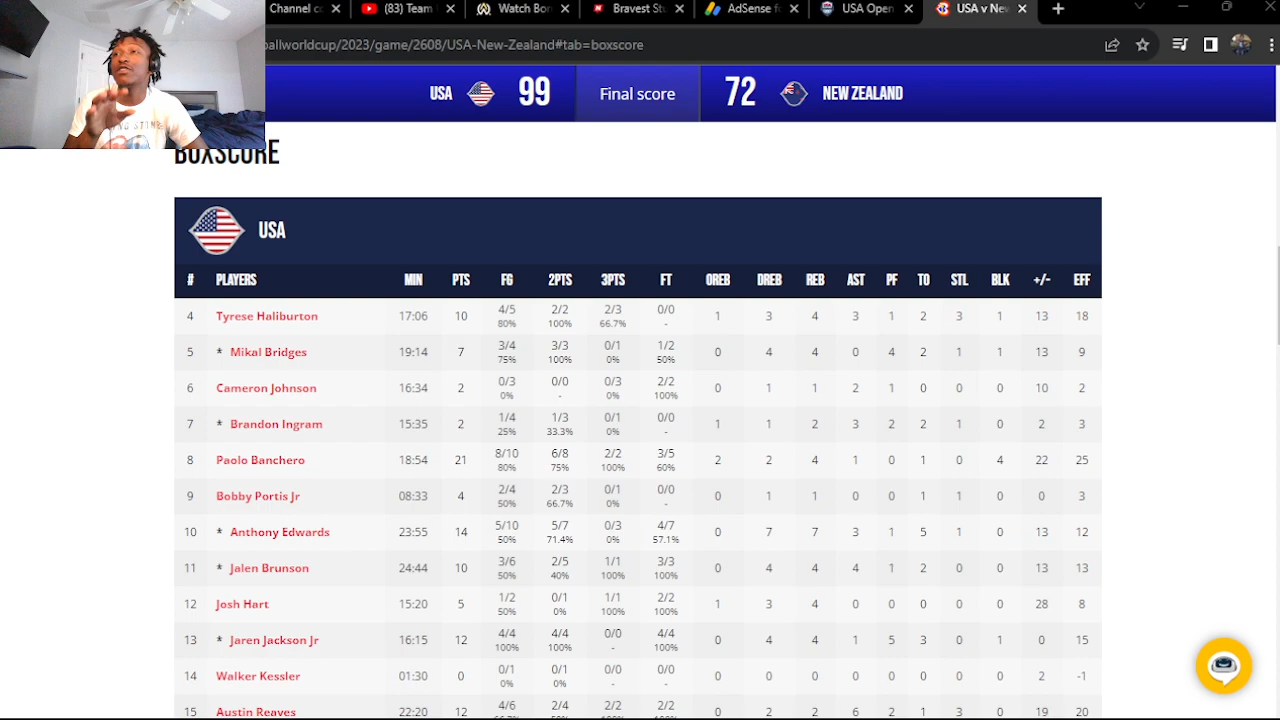 Channel co
(83) Team
Watch Bor
Bravest Stu
AdSense fo
USA Open
USA v Nev
allworldcup/2023/game/2608/USA-New-Zealand#tab=boxscore
USA 99 Final score 72 NEW ZEALAND
BOXSCORE
USA
# PLAYERS MIN PTS FG 2PTS 3PTS FT OREB DREB REB AST PF TO STL BLK +/- EFF
4 Tyrese Haliburton 17:06 10 4/5 2/2 2/3 0/0 1 3 4 3 1 2 3 1 13 18
80% 100% 66.7% -
5 * Mikal Bridges 19:14 7 3/4 3/3 0/1 1/2 0 4 4 0 4 2 1 1 13 9
75% 100% 0% 50%
6 Cameron Johnson 16:34 2 0/3 0/0 0/3 2/2 0 1 1 2 1 0 0 0 10 2
0% - 0% 100%
7 * Brandon Ingram 15:35 2 1/4 1/3 0/1 0/0 1 1 2 3 2 2 1 0 2 3
25% 33.3% 0% -
8 Paolo Banchero 18:54 21 8/10 6/8 2/2 3/5 2 2 4 1 0 1 0 4 22 25
80% 75% 100% 60%
9 Bobby Portis Jr 08:33 4 2/4 2/3 0/1 0/0 0 1 1 0 0 1 1 0 0 3
50% 66.7% 0% -
10 * Anthony Edwards 23:55 14 5/10 5/7 0/3 4/7 0 7 7 3 1 5 1 0 13 12
50% 71.4% 0% 57.1%
11 * Jalen Brunson 24:44 10 3/6 2/5 1/1 3/3 0 4 4 4 1 2 0 0 13 13
50% 40% 100% 100%
12 Josh Hart 15:20 5 1/2 0/1 1/1 2/2 1 3 4 0 0 0 0 0 28 8
50% 0% 100% 100%
13 * Jaren Jackson Jr 16:15 12 4/4 4/4 0/0 4/4 0 4 4 1 5 3 0 1 0 15
100% 100% - 100%
14 Walker Kessler 01:30 0 0/1 0/1 0/0 0/0 0 0 0 0 0 0 0 0 2 -1
0% 0% - -
15 Austin Reaves 22:20 12 4/6 2/4 2/2 2/2 0 2 2 6 2 1 3 0 19 20